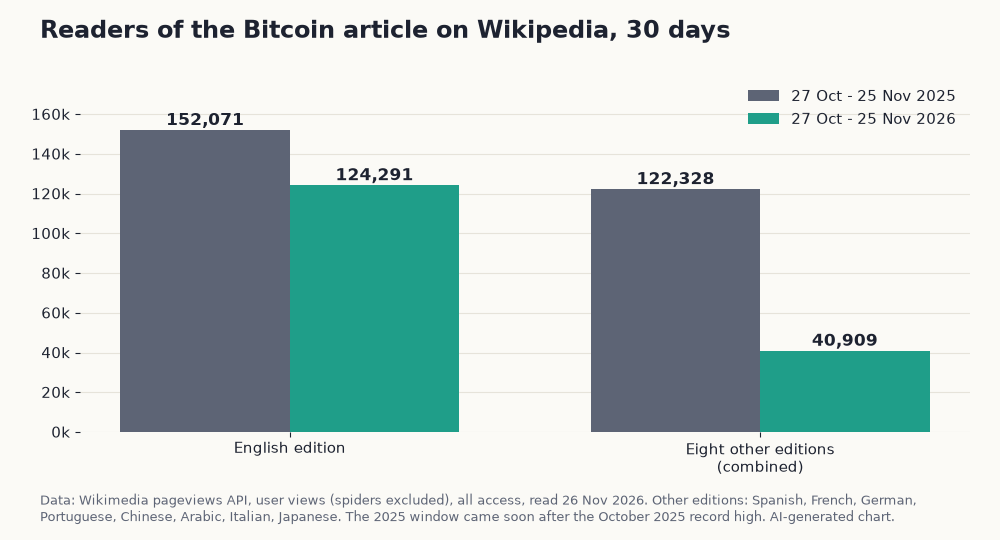 Readers of the Bitcoin article on Wikipedia, 30 days
27 Oct - 25 Nov 2025
27 Oct - 25 Nov 2026
160k
140k
120k
100k
80k
60k
40k
20k
0k
152,071
124,291
122,328
40,909
English edition
Eight other editions
(combined)
Data: Wikimedia pageviews API, user views (spiders excluded), all access, read 26 Nov 2026. Other editions: Spanish, French, German,
Portuguese, Chinese, Arabic, Italian, Japanese. The 2025 window came soon after the October 2025 record high. AI-generated chart.